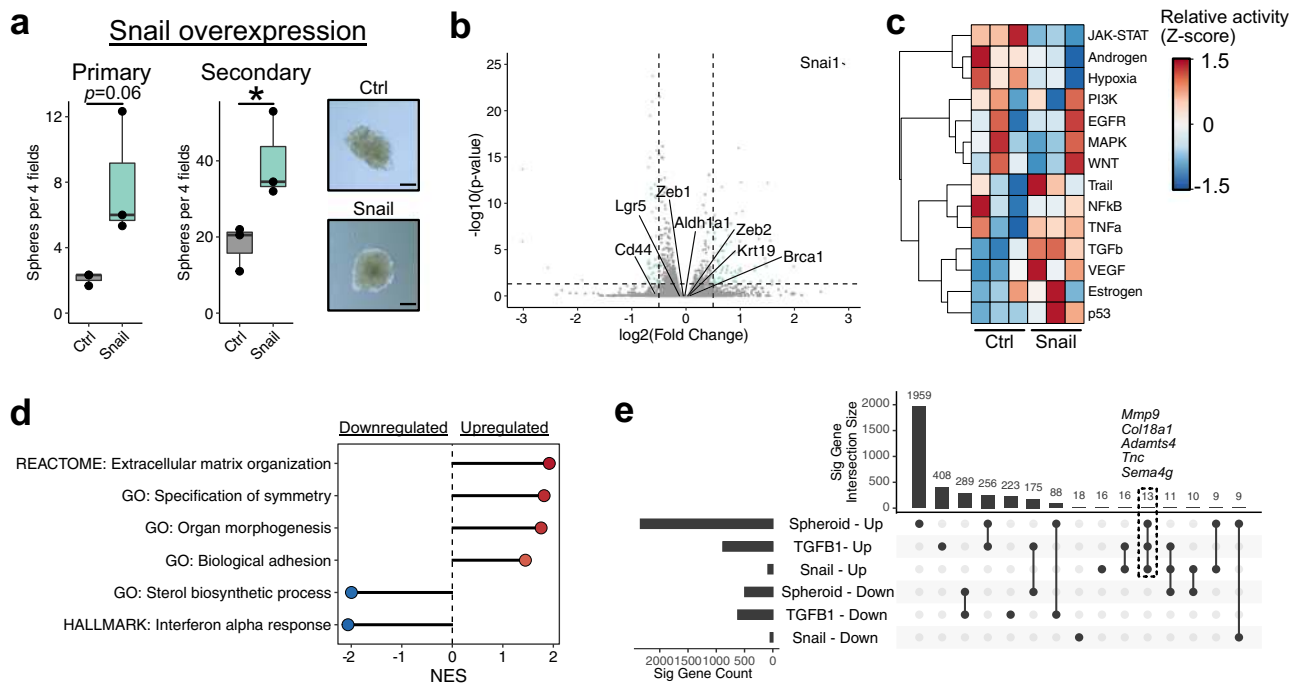 a
Snail overexpression
Primary
p=0.06
Spheres per 4 fields
12
8
4
0
Ctrl
Snail
Secondary
*
Spheres per 4 fields
40
20
0
Ctrl
Snail
Ctrl
Snail
b
-log10(p-value)
25
20
15
10
5
0
Snai1
Zeb1
Lgr5
Aldh1a1
Zeb2
Cd44
Krt19
Brca1
-3
-2
-1
0
1
2
3
log2(Fold Change)
c
JAK-STAT
Androgen
Hypoxia
PI3K
EGFR
MAPK
WNT
Trail
NFkB
TNFa
TGFb
VEGF
Estrogen
p53
Ctrl
Snail
Relative activity
(Z-score)
1.5
0
-1.5
d
Downregulated
Upregulated
REACTOME: Extracellular matrix organization
GO: Specification of symmetry
GO: Organ morphogenesis
GO: Biological adhesion
GO: Sterol biosynthetic process
HALLMARK: Interferon alpha response
-2
-1
0
1
2
NES
e
Sig Gene
Intersection Size
2000
1500
1000
500
0
1959
408
289
256
223
175
88
18
16
16
13
11
10
9
9
Mmp9
Col18a1
Adamts4
Tnc
Sema4g
Spheroid - Up
TGFB1- Up
Snail - Up
Spheroid - Down
TGFB1 - Down
Snail - Down
2000
1500
1000
500
0
Sig Gene Count